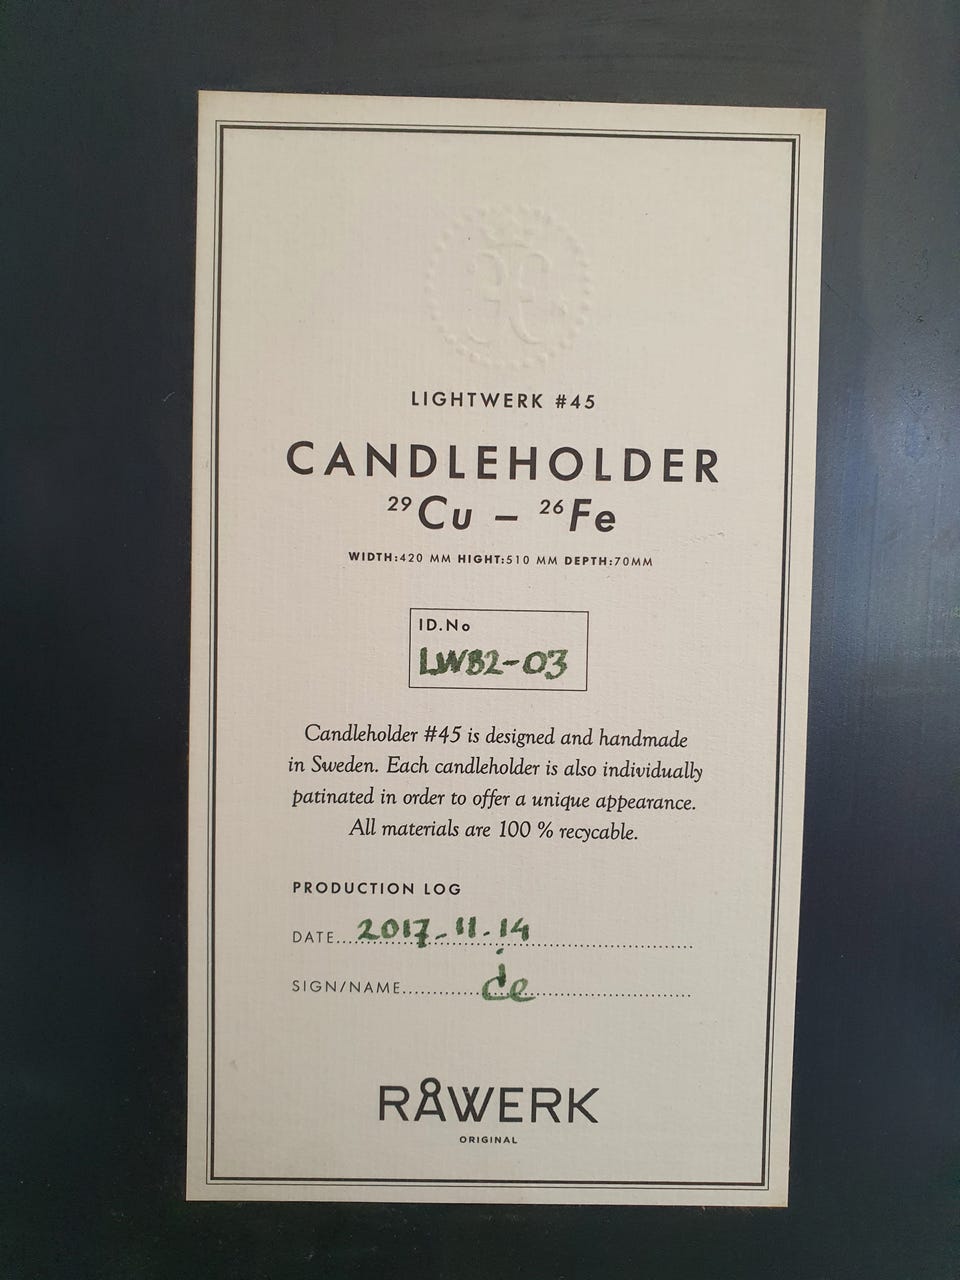 LIGHTWERK #45
CANDLEHOLDER
²⁹Cu – ²⁶Fe
WIDTH:420 MM HIGHT:510 MM DEPTH:70MM
ID.No
LWB2-03
Candleholder #45 is designed and handmade
in Sweden. Each candleholder is also individually
patinated in order to offer a unique appearance.
All materials are 100 % recycable.
PRODUCTION LOG
DATE 2017-11-14
SIGN/NAME
RÅWERK
ORIGINAL